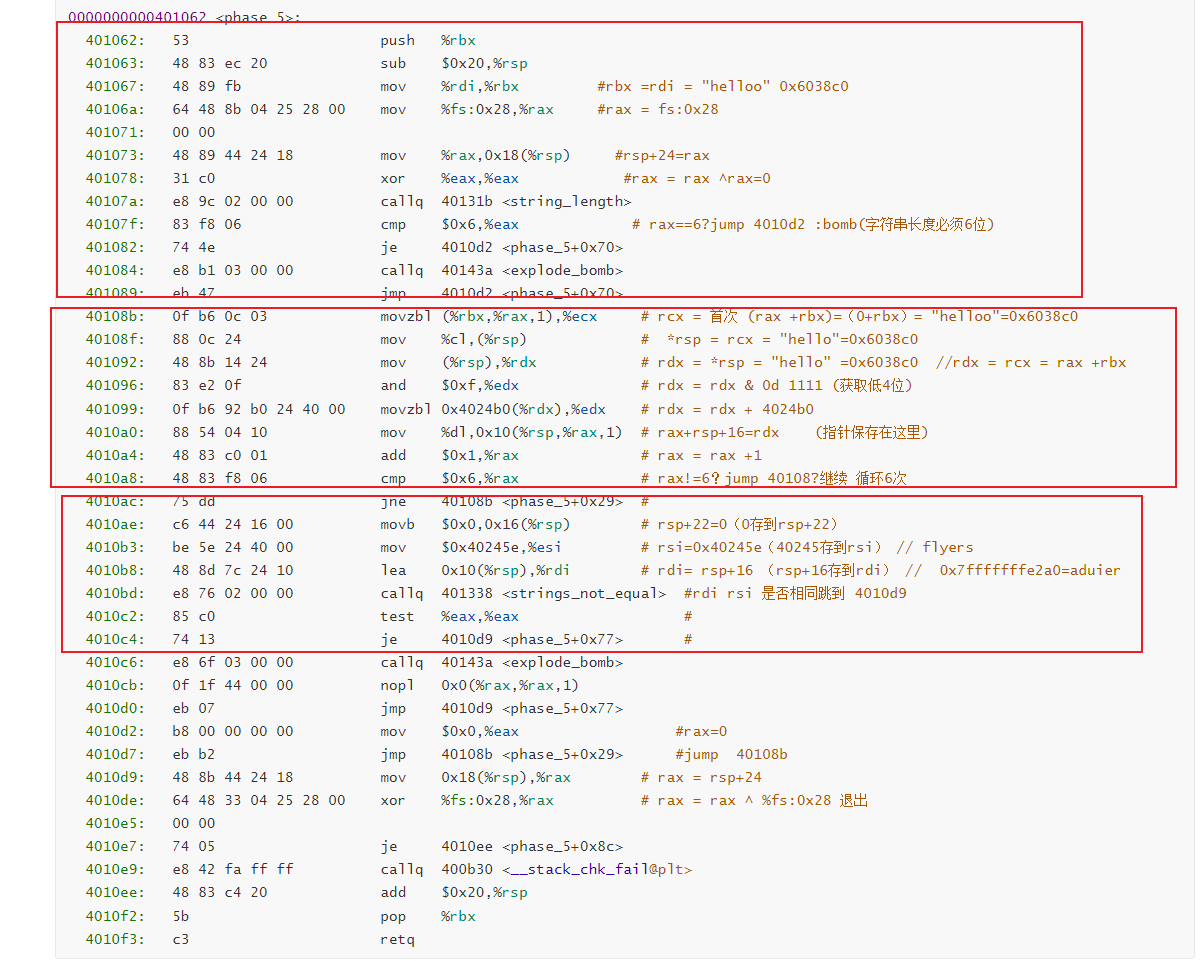 0000000000401062 <phase_5>:
401062: 53 push %rbx
401063: 48 83 ec 20 sub $0x20,%rsp
401067: 48 89 fb mov %rdi,%rbx #rbx =rdi = "helloo" 0x6038c0
40106a: 64 48 8b 04 25 28 00 mov %fs:0x28,%rax #rax = fs:0x28
401071: 00 00
401073: 48 89 44 24 18 mov %rax,0x18(%rsp) #rsp+24=rax
401078: 31 c0 xor %eax,%eax #rax = rax ^rax=0
40107a: e8 9c 02 00 00 callq 40131b <string_length>
40107f: 83 f8 06 cmp $0x6,%eax # rax==6?jump 4010d2 :bomb(字符串长度必须6位)
401082: 74 4e je 4010d2 <phase_5+0x70>
401084: e8 b1 03 00 00 callq 40143a <explode_bomb>
401089: eb 47 jmp 4010d2 <phase_5+0x70>
40108b: 0f b6 0c 03 movzbl (%rbx,%rax,1),%ecx # rcx = 首次 (rax +rbx)=（0+rbx）= "helloo"=0x6038c0
40108f: 88 0c 24 mov %cl,(%rsp) # *rsp = rcx = "hello"=0x6038c0
401092: 48 8b 14 24 mov (%rsp),%rdx # rdx = *rsp = "hello" =0x6038c0 //rdx = rcx = rax +rbx
401096: 83 e2 0f and $0xf,%edx # rdx = rdx & 0d 1111 (获取低4位)
401099: 0f b6 92 b0 24 40 00 movzbl 0x4024b0(%rdx),%edx # rdx = rdx + 4024b0
4010a0: 88 54 04 10 mov %dl,0x10(%rsp,%rax,1) # rax+rsp+16=rdx (指针保存在这里)
4010a4: 48 83 c0 01 add $0x1,%rax # rax = rax +1
4010a8: 48 83 f8 06 cmp $0x6,%rax # rax!=6？jump 40108?继续 循环6次
4010ac: 75 dd jne 40108b <phase_5+0x29> #
4010ae: c6 44 24 16 00 movb $0x0,0x16(%rsp) # rsp+22=0（0存到rsp+22）
4010b3: be 5e 24 40 00 mov $0x40245e,%esi # rsi=0x40245e（40245存到rsi） // flyers
4010b8: 48 8d 7c 24 10 lea 0x10(%rsp),%rdi # rdi= rsp+16 （rsp+16存到rdi） // 0x7fffffffe2a0=aduier
4010bd: e8 76 02 00 00 callq 401338 <strings_not_equal> #rdi rsi 是否相同跳到 4010d9
4010c2: 85 c0 test %eax,%eax #
4010c4: 74 13 je 4010d9 <phase_5+0x77> #
4010c6: e8 6f 03 00 00 callq 40143a <explode_bomb>
4010cb: 0f 1f 44 00 00 nopl 0x0(%rax,%rax,1)
4010d0: eb 07 jmp 4010d9 <phase_5+0x77>
4010d2: b8 00 00 00 00 mov $0x0,%eax #rax=0
4010d7: eb b2 jmp 40108b <phase_5+0x29> #jump 40108b
4010d9: 48 8b 44 24 18 mov 0x18(%rsp),%rax # rax = rsp+24
4010de: 64 48 33 04 25 28 00 xor %fs:0x28,%rax # rax = rax ^ %fs:0x28 退出
4010e5: 00 00
4010e7: 74 05 je 4010ee <phase_5+0x8c>
4010e9: e8 42 fa ff ff callq 400b30 <__stack_chk_fail@plt>
4010ee: 48 83 c4 20 add $0x20,%rsp
4010f2: 5b pop %rbx
4010f3: c3 retq